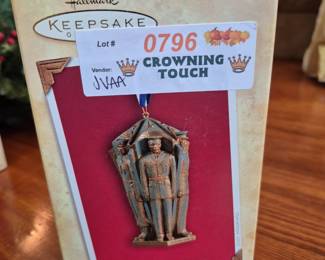 Hallmark
KEEPSAKE
Lot #
0796
Vendor:
JVAA
CROWNING
TOUCH